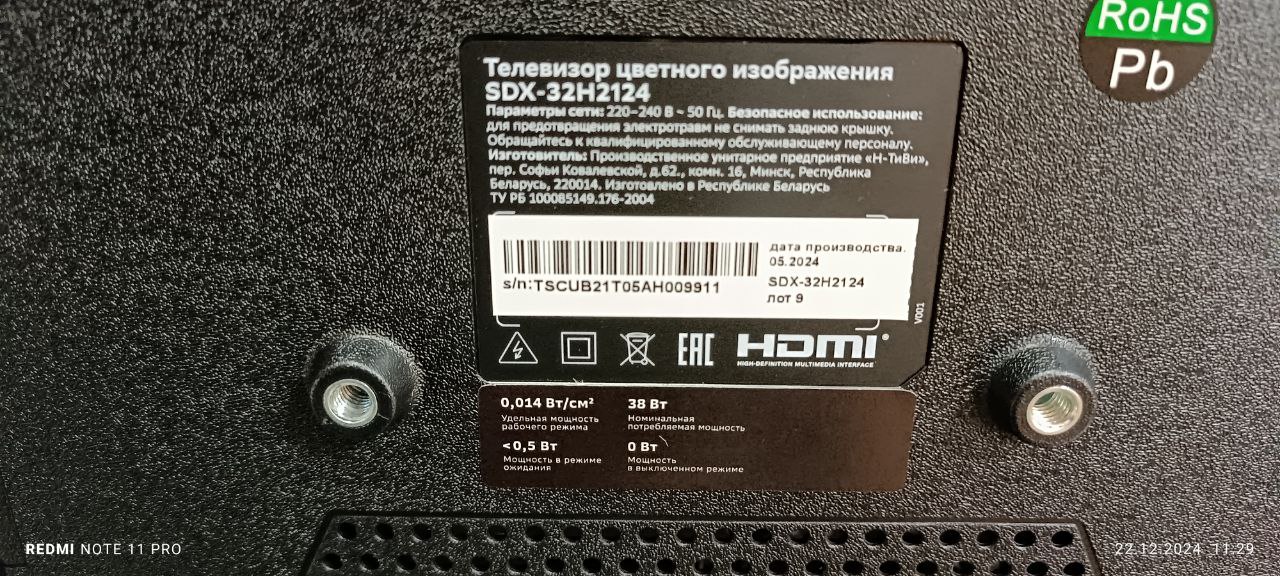 RoHS
Pb
Телевизор цветного изображения
SDX-32H2124
Параметры сети: 220–240 В ~ 50 Гц. Безопасное использование:
для предотвращения электротравм не снимать заднюю крышку.
Обращайтесь к квалифицированному обслуживающему персоналу.
Изготовитель: Производственное унитарное предприятие «Н-ТиВи»,
пер. Софьи Ковалевской, д.62., комн. 16, Минск, Республика
Беларусь, 220014. Изготовлено в Республике Беларусь
ТУ РБ 100085149.176-2004
дата производства.
05.2024
s/n:TSCUB21T05AH009911
SDX-32H2124
лот 9
V001
EAC
HDMI®
HIGH-DEFINITION MULTIMEDIA INTERFACE
0,014 Вт/см²
Удельная мощность
рабочего режима
38 Вт
Номинальная
потребляемая мощность
<0,5 Вт
Мощность в режиме
ожидания
0 Вт
Мощность
в выключенном режиме
REDMI NOTE 11 PRO
22.12.2024 11:29